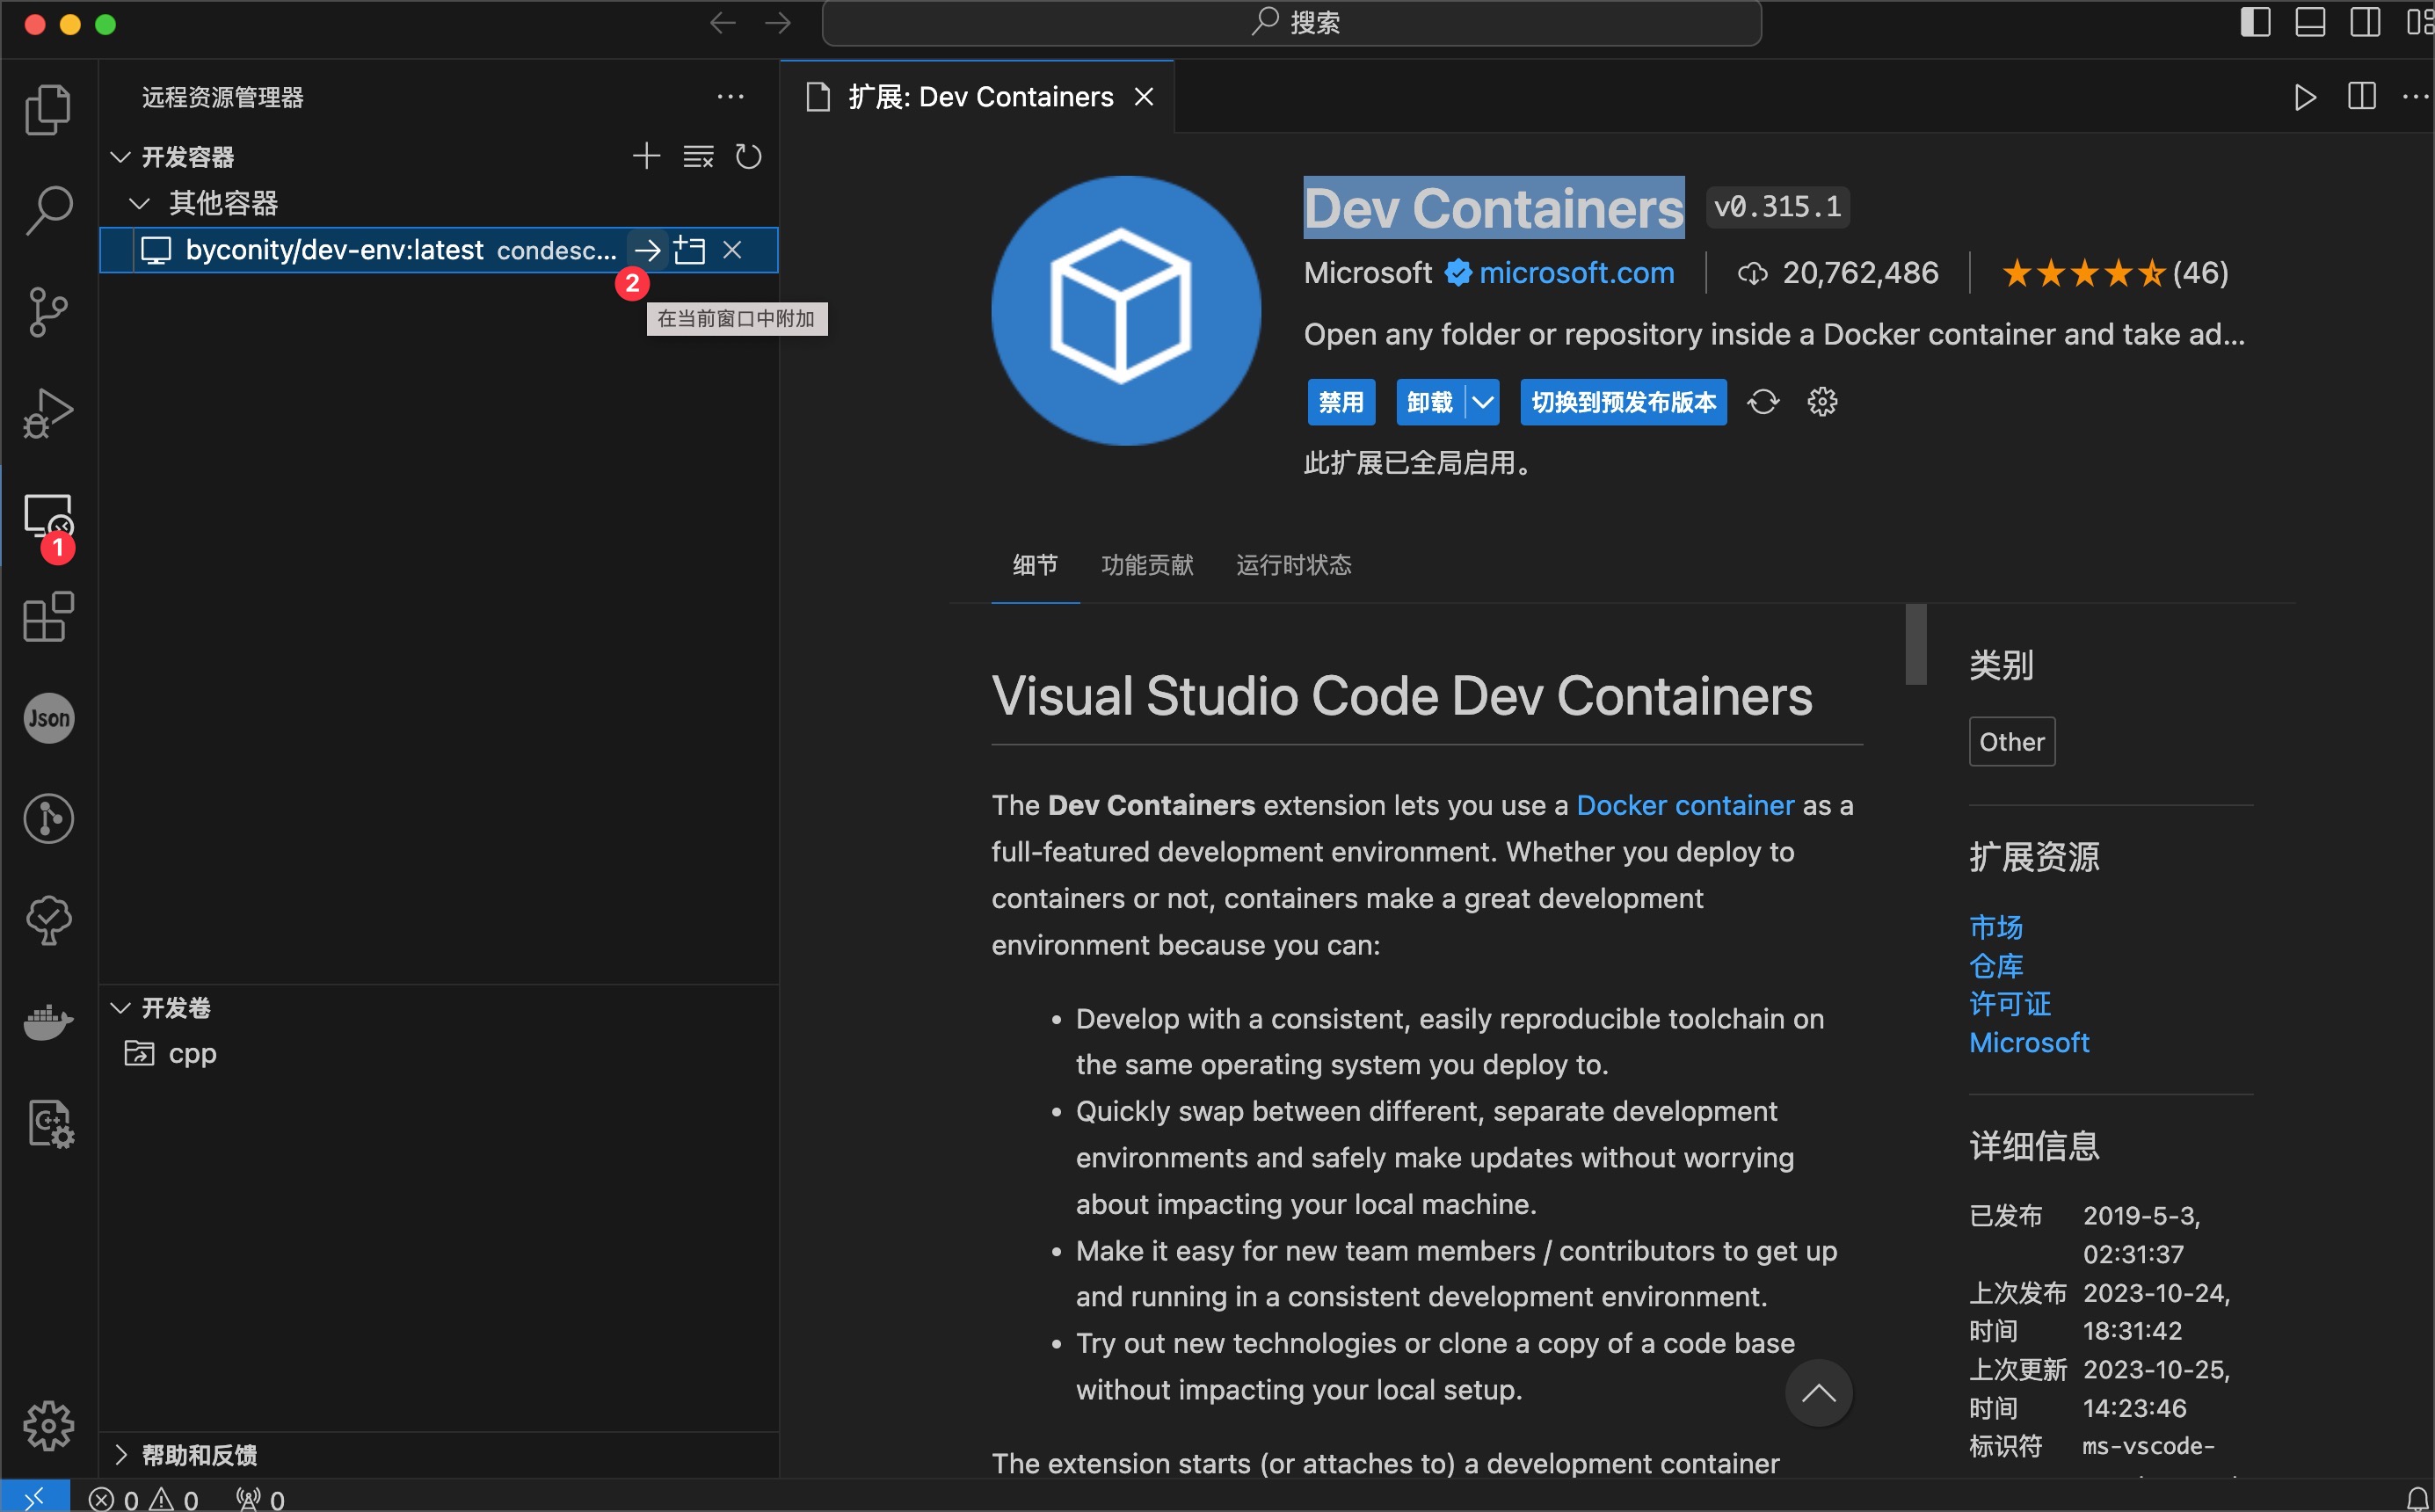 搜索
远程资源管理器
开发容器
其他容器
byconity/dev-env:latest condesc...
2
在当前窗口中附加
1
Json
开发卷
cpp
帮助和反馈
0 0 0
扩展: Dev Containers
Dev Containers v0.315.1
Microsoft microsoft.com 20,762,486 (46)
Open any folder or repository inside a Docker container and take ad...
禁用 卸载 切换到预发布版本
此扩展已全局启用。
细节 功能贡献 运行时状态
Visual Studio Code Dev Containers
The Dev Containers extension lets you use a Docker container as a
full-featured development environment. Whether you deploy to
containers or not, containers make a great development
environment because you can:
• Develop with a consistent, easily reproducible toolchain on
the same operating system you deploy to.
• Quickly swap between different, separate development
environments and safely make updates without worrying
about impacting your local machine.
• Make it easy for new team members / contributors to get up
and running in a consistent development environment.
• Try out new technologies or clone a copy of a code base
without impacting your local setup.
The extension starts (or attaches to) a development container
类别
Other
扩展资源
市场
仓库
许可证
Microsoft
详细信息
已发布 2019-5-3,
02:31:37
上次发布 2023-10-24,
时间 18:31:42
上次更新 2023-10-25,
时间 14:23:46
标识符 ms-vscode-